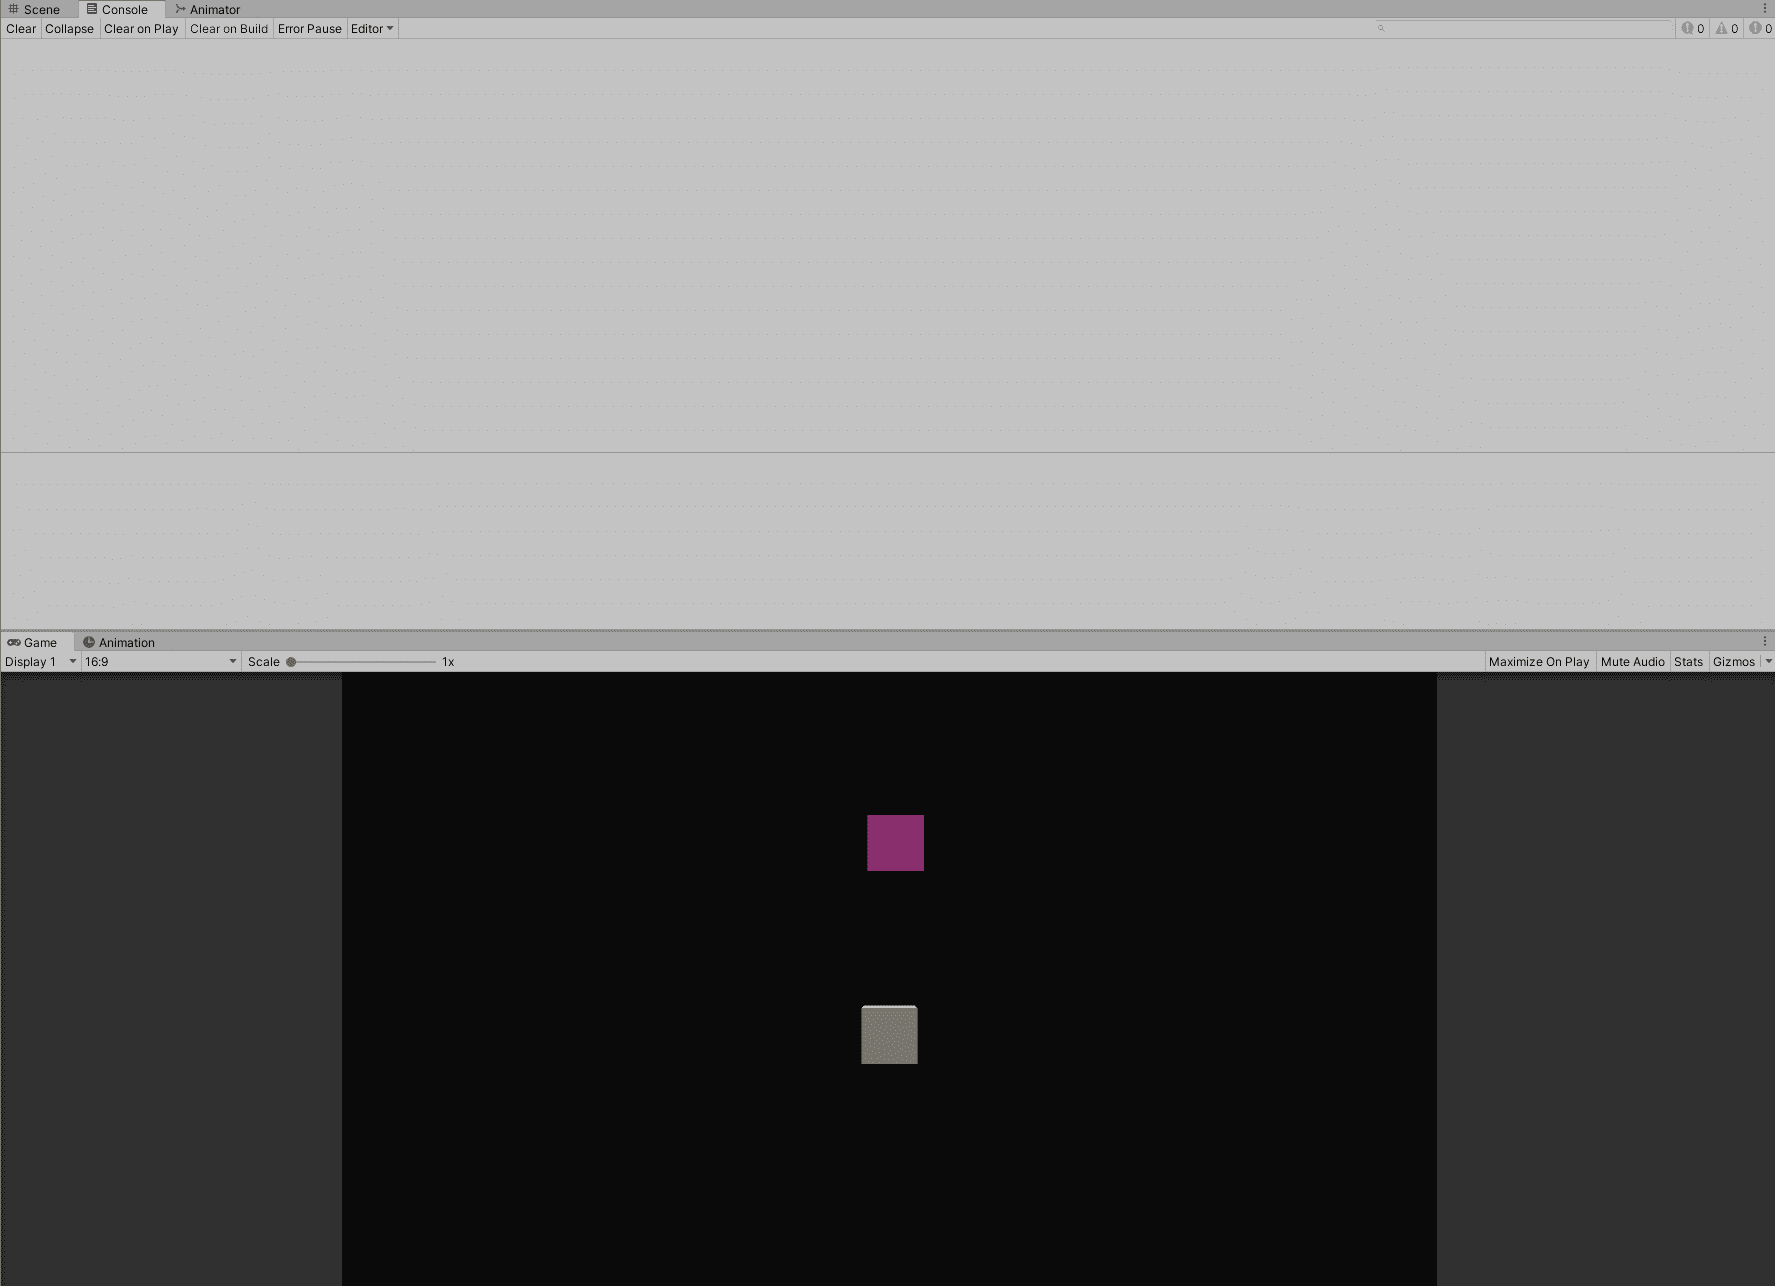 Scene Console Animator
Clear Collapse Clear on Play Clear on Build Error Pause Editor 0 0 0
Game Animation
Display 1 16:9 Scale 1x Maximize On Play Mute Audio Stats Gizmos